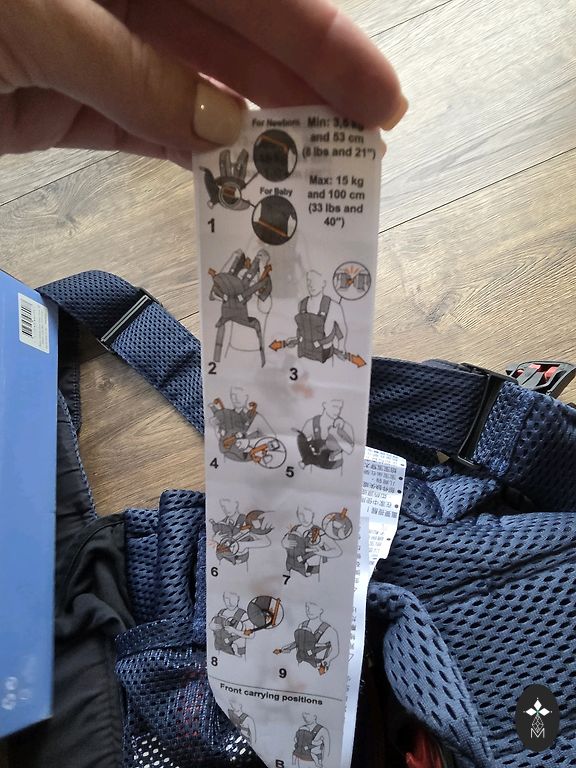 For Newborn
Min: 3,5 kg
and 53 cm
(8 lbs and 21")
For Baby
Max: 15 kg
and 100 cm
(33 lbs and
40")
1
2
3
4
5
6
7
8
9
Front carrying positions
B
M